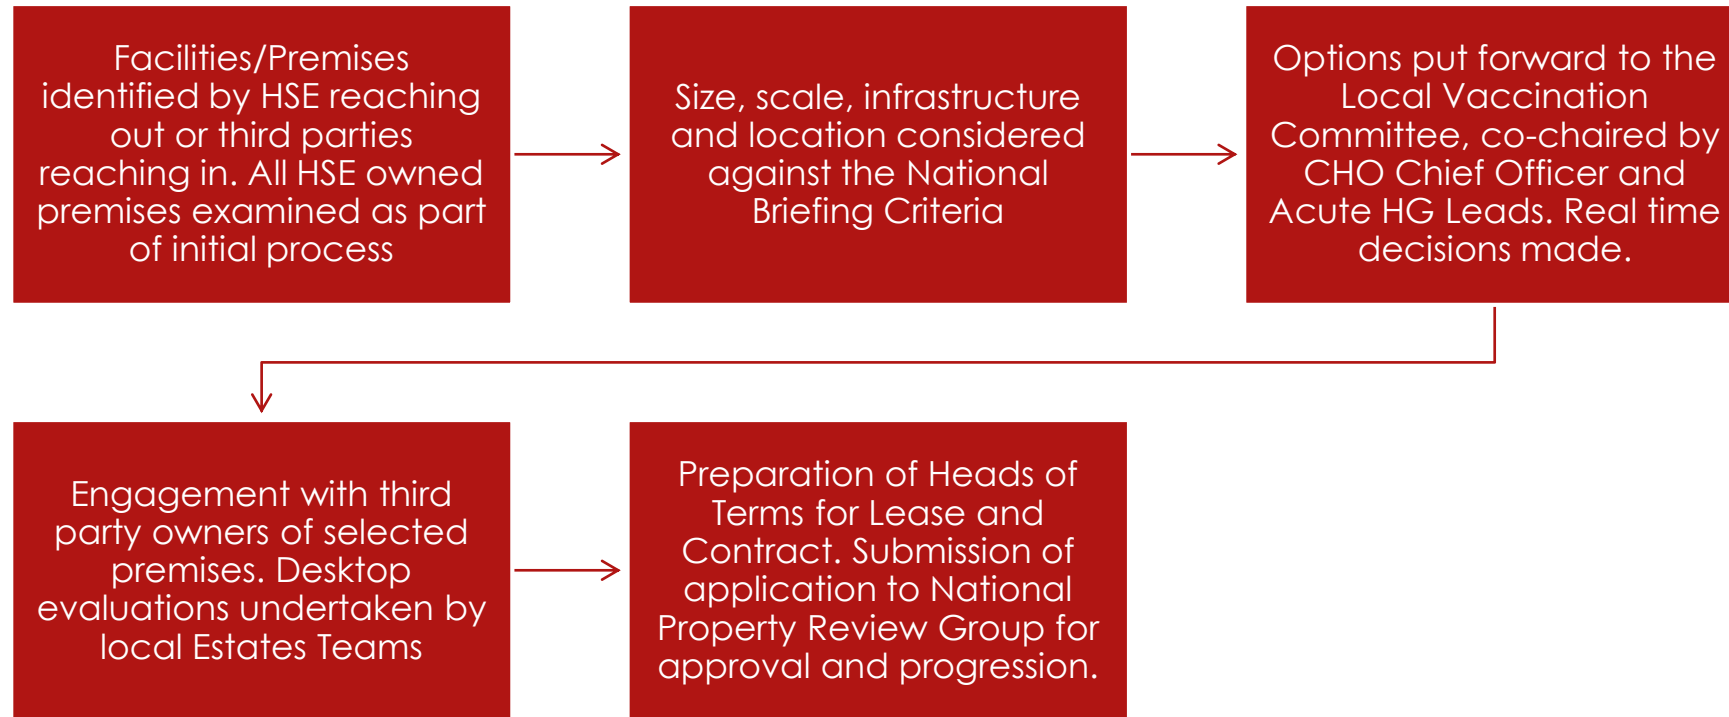 Facilities/Premises
identified by HSE reaching
out or third parties
reaching in. All HSE owned
premises examined as part
of initial process
Size, scale, infrastructure
and location considered
against the National
Briefing Criteria
Options put forward to the
Local Vaccination
Committee, co-chaired by
CHO Chief Officer and
Acute HG Leads. Real time
decisions made.
Engagement with third
party owners of selected
premises. Desktop
evaluations undertaken by
local Estates Teams
Preparation of Heads of
Terms for Lease and
Contract. Submission of
application to National
Property Review Group for
approval and progression.